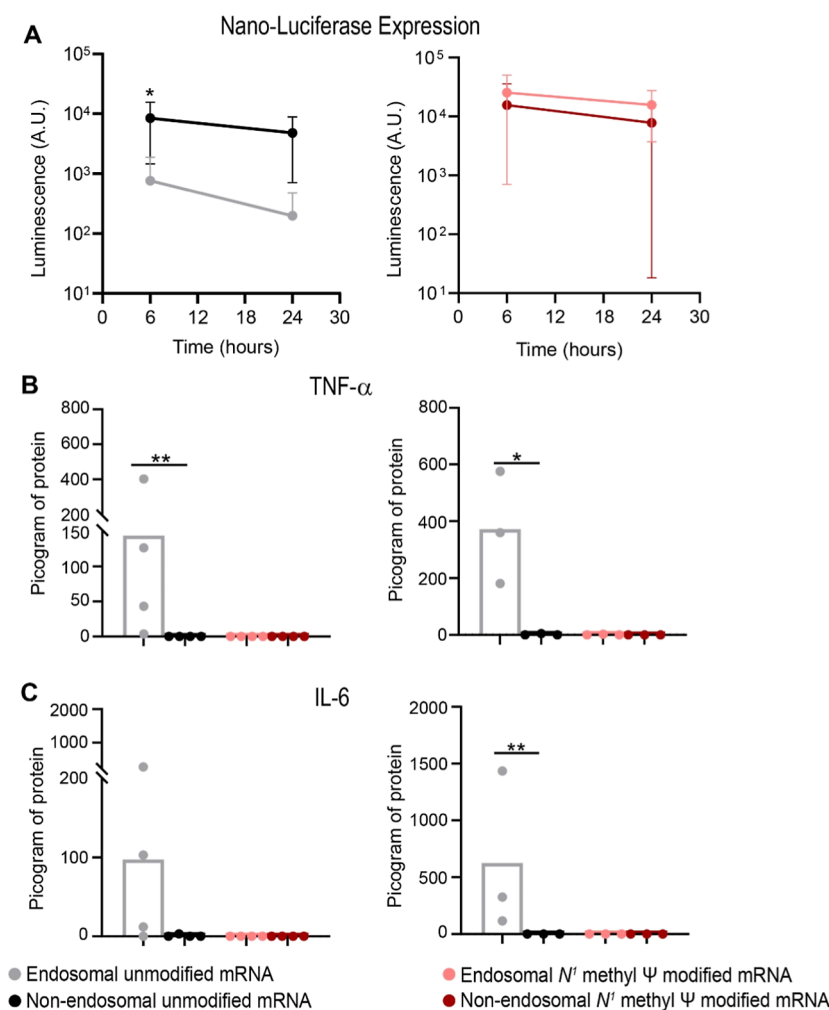 A
Nano-Luciferase Expression
Luminescence (A.U.)
10⁵
10⁴
10³
10²
10¹
*
0 6 12 18 24 30
Time (hours)
Luminescence (A.U.)
10⁵
10⁴
10³
10²
10¹
0 6 12 18 24 30
Time (hours)
B
TNF-α
Picogram of protein
800
600
400
200
150
100
50
0
**
Picogram of protein
800
600
400
200
0
*
C
IL-6
Picogram of protein
2000
1000
200
100
0
Picogram of protein
2000
1500
1000
500
0
**
Endosomal unmodified mRNA
Non-endosomal unmodified mRNA
Endosomal N¹ methyl Ψ modified mRNA
Non-endosomal N¹ methyl Ψ modified mRNA